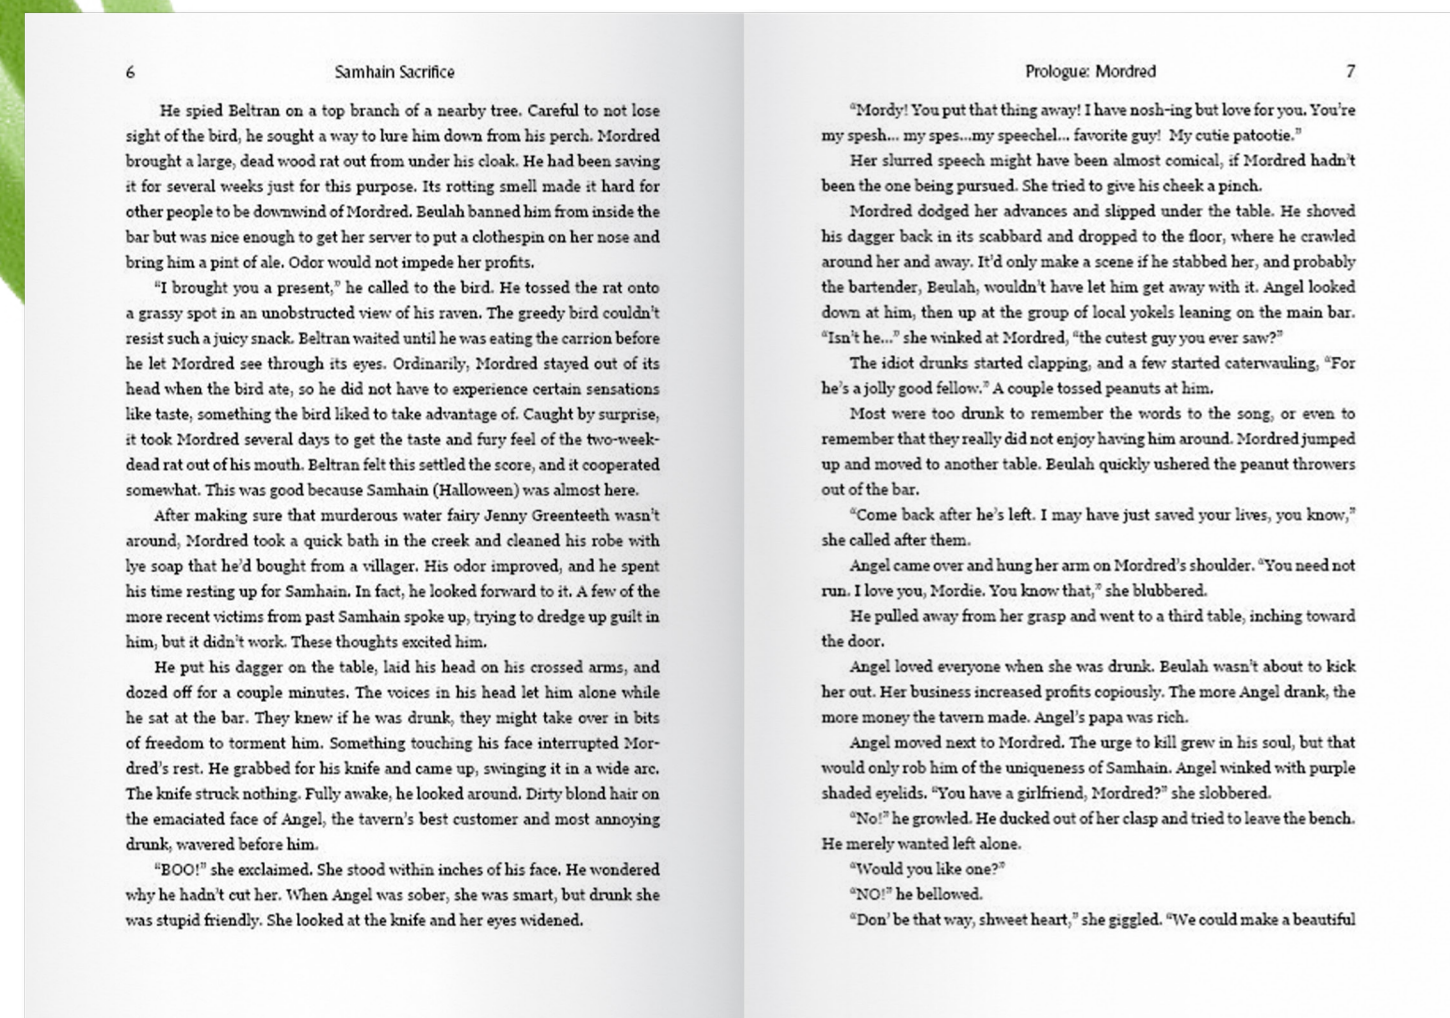 6 Samhain Sacrifice
He spied Beltran on a top branch of a nearby tree. Careful to not lose
sight of the bird, he sought a way to lure him down from his perch. Mordred
brought a large, dead wood rat out from under his cloak. He had been saving
it for several weeks just for this purpose. Its rotting smell made it hard for
other people to be downwind of Mordred. Beulah banned him from inside the
bar but was nice enough to get her server to put a clothespin on her nose and
bring him a pint of ale. Odor would not impede her profits.
“I brought you a present,” he called to the bird. He tossed the rat onto
a grassy spot in an unobstructed view of his raven. The greedy bird couldn’t
resist such a juicy snack. Beltran waited until he was eating the carrion before
he let Mordred see through its eyes. Ordinarily, Mordred stayed out of its
head when the bird ate, so he did not have to experience certain sensations
like taste, something the bird liked to take advantage of. Caught by surprise,
it took Mordred several days to get the taste and fury feel of the two-week-
dead rat out of his mouth. Beltran felt this settled the score, and it cooperated
somewhat. This was good because Samhain (Halloween) was almost here.
After making sure that murderous water fairy Jenny Greenteeth wasn’t
around, Mordred took a quick bath in the creek and cleaned his robe with
lye soap that he’d bought from a villager. His odor improved, and he spent
his time resting up for Samhain. In fact, he looked forward to it. A few of the
more recent victims from past Samhain spoke up, trying to dredge up guilt in
him, but it didn’t work. These thoughts excited him.
He put his dagger on the table, laid his head on his crossed arms, and
dozed off for a couple minutes. The voices in his head let him alone while
he sat at the bar. They knew if he was drunk, they might take over in bits
of freedom to torment him. Something touching his face interrupted Mor-
dred’s rest. He grabbed for his knife and came up, swinging it in a wide arc.
The knife struck nothing. Fully awake, he looked around. Dirty blond hair on
the emaciated face of Angel, the tavern’s best customer and most annoying
drunk, wavered before him.
“BOO!” she exclaimed. She stood within inches of his face. He wondered
why he hadn’t cut her. When Angel was sober, she was smart, but drunk she
was stupid friendly. She looked at the knife and her eyes widened.
Prologue: Mordred 7
“Mordy! You put that thing away! I have nosh-ing but love for you. You’re
my spesh... my spes...my speechel... favorite guy! My cutie patootie.”
Her slurred speech might have been almost comical, if Mordred hadn’t
been the one being pursued. She tried to give his cheek a pinch.
Mordred dodged her advances and slipped under the table. He shoved
his dagger back in its scabbard and dropped to the floor, where he crawled
around her and away. It’d only make a scene if he stabbed her, and probably
the bartender, Beulah, wouldn’t have let him get away with it. Angel looked
down at him, then up at the group of local yokels leaning on the main bar.
“Isn’t he...” she winked at Mordred, “the cutest guy you ever saw?”
The idiot drunks started clapping, and a few started caterwauling, “For
he’s a jolly good fellow.” A couple tossed peanuts at him.
Most were too drunk to remember the words to the song, or even to
remember that they really did not enjoy having him around. Mordred jumped
up and moved to another table. Beulah quickly ushered the peanut throwers
out of the bar.
“Come back after he’s left. I may have just saved your lives, you know,”
she called after them.
Angel came over and hung her arm on Mordred’s shoulder. “You need not
run. I love you, Mordie. You know that,” she blubbered.
He pulled away from her grasp and went to a third table, inching toward
the door.
Angel loved everyone when she was drunk. Beulah wasn’t about to kick
her out. Her business increased profits copiously. The more Angel drank, the
more money the tavern made. Angel’s papa was rich.
Angel moved next to Mordred. The urge to kill grew in his soul, but that
would only rob him of the uniqueness of Samhain. Angel winked with purple
shaded eyelids. “You have a girlfriend, Mordred?” she slobbered.
“No!” he growled. He ducked out of her clasp and tried to leave the bench.
He merely wanted left alone.
“Would you like one?”
“NO!” he bellowed.
“Don’ be that way, shweet heart,” she giggled. “We could make a beautiful